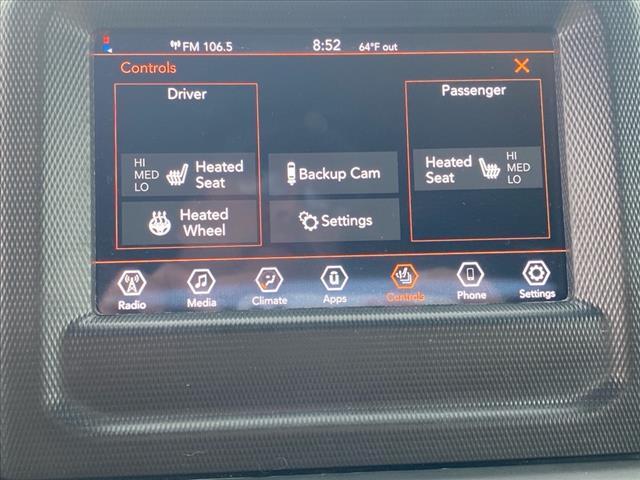 FM 106.5 8:52 64°F out
Controls
Driver
HI
MED
LO
Heated
Seat
Heated
Wheel
Backup Cam
Settings
Passenger
Heated
Seat
HI
MED
LO
Radio Media Climate Apps Controls Phone Settings